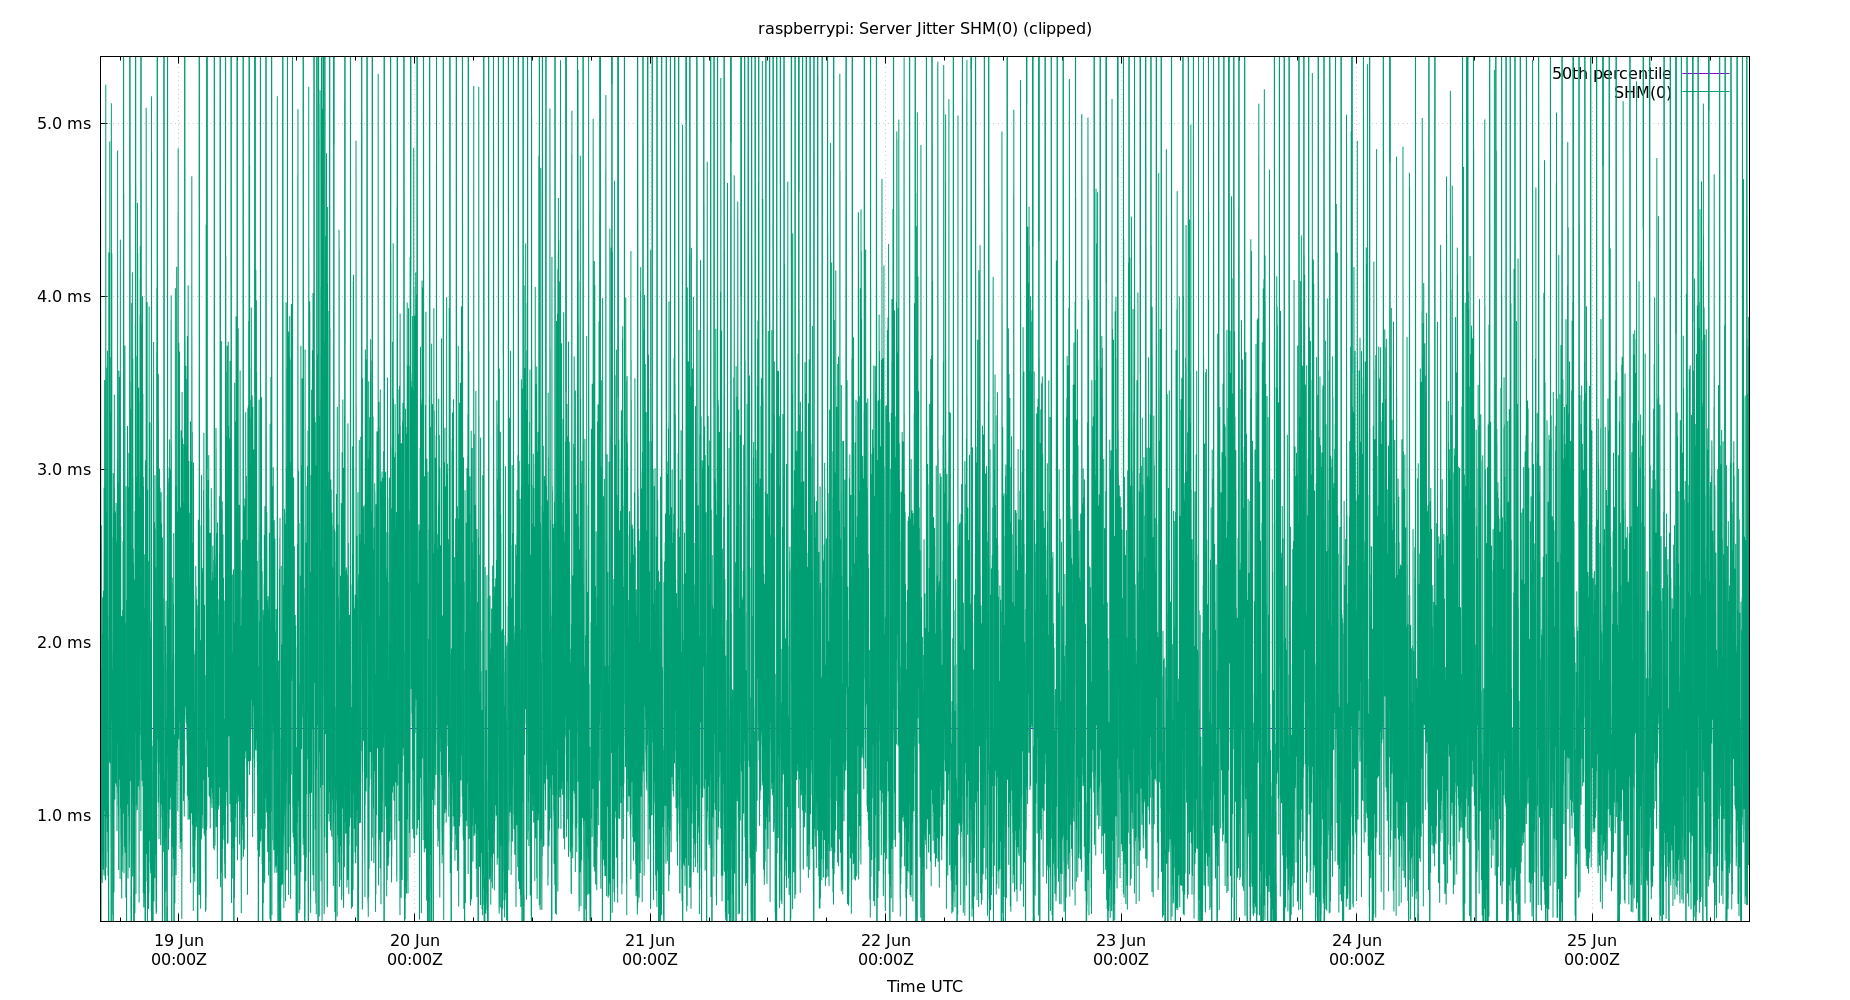 raspberrypi: Server Jitter SHM(0) (clipped)
50th percentile
SHM(0)
5.0 ms
4.0 ms
3.0 ms
2.0 ms
1.0 ms
19 Jun 20 Jun 21 Jun 22 Jun 23 Jun 24 Jun 25 Jun
00:00Z 00:00Z 00:00Z 00:00Z 00:00Z 00:00Z 00:00Z
Time UTC